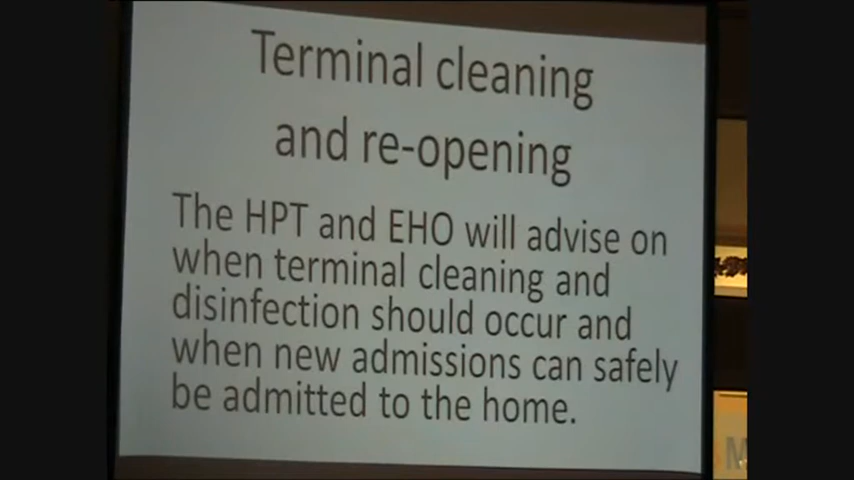 Terminal cleaning
and re-opening
The HPT and EHO will advise on
when terminal cleaning and
disinfection should occur and
when new admissions can safely
be admitted to the home.
M